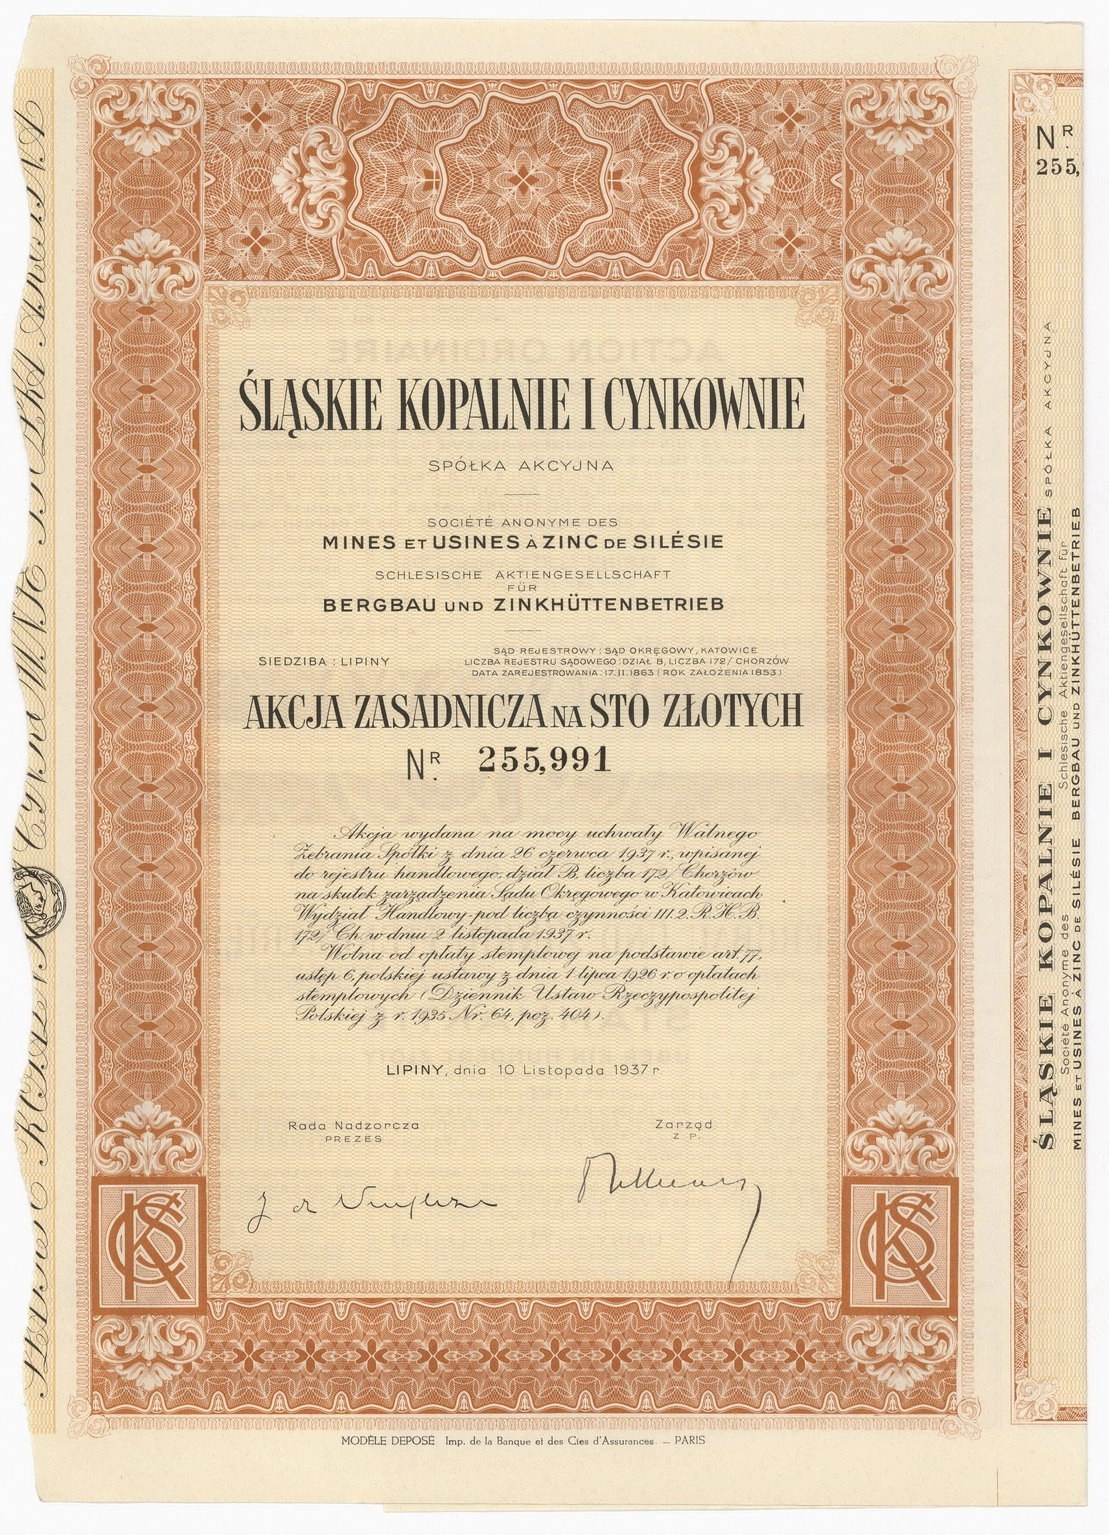 ŚLĄSKIE KOPALNIE I CYNKOWNIE
SPÓŁKA AKCYJNA
SOCIÉTÉ ANONYME DES
MINES ET USINES À ZINC DE SILÉSIE
SCHLESISCHE AKTIENGESELLSCHAFT
FÜR
BERGBAU UND ZINKHÜTTENBETRIEB
SIEDZIBA : LIPINY
SĄD REJESTROWY : SĄD OKRĘGOWY, KATOWICE
LICZBA REJESTRU SĄDOWEGO : DZIAŁ B, LICZBA 172 / CHORZÓW
DATA ZAREJESTROWANIA : 17. II. 1863 ( ROK ZAŁOŻENIA 1853 )
AKCJA ZASADNICZA NA STO ZŁOTYCH
NR. 255,991
Akcja wydana na mocy uchwały Walnego
Zebrania Spółki z dnia 26 czerwca 1937 r., wpisanej
do rejestru handlowego, dział B, liczba 172/Chorzów
na skutek zarządzenia Sądu Okręgowego w Katowicach
Wydział Handlowy - pod liczbą czynności III. 2. R. H. B.
172/Ch. w dniu 2 listopada 1937 r.
Wolna od opłaty stemplowej na podstawie art. 77,
ustęp 6, polskiej ustawy z dnia 1 lipca 1926 r. o opłatach
stemplowych ( Dziennik Ustaw Rzeczypospolitej
Polskiej z r. 1935 Nr. 64, poz. 404 ).
LIPINY, dnia 10 Listopada 1937 r.
Rada Nadzorcza
PREZES
Zarząd
Z P.
SKC
SKC
MODÈLE DEPOSÉ Imp. de la Banque et des Cies d'Assurances — PARIS
NR.
255,
ŚLĄSKIE KOPALNIE I CYNKOWNIE SPÓŁKA AKCYJNA
Société Anonyme des Schlesische Aktiengesellschaft für
MINES ET USINES À ZINC DE SILÉSIE BERGBAU UND ZINKHÜTTENBETRIEB